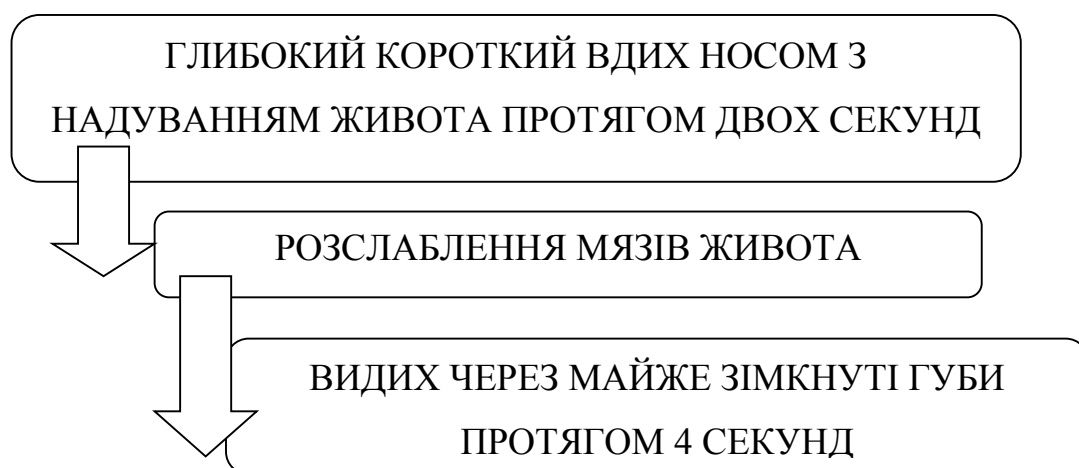 ГЛИБОКИЙ КОРОТКИЙ ВДИХ НОСОМ З
НАДУВАННЯМ ЖИВОТА ПРОТЯГОМ ДВОХ СЕКУНД
РОЗСЛАБЛЕННЯ МЯЗІВ ЖИВОТА
ВИДИХ ЧЕРЕЗ МАЙЖЕ ЗІМКНУТІ ГУБИ
ПРОТЯГОМ 4 СЕКУНД